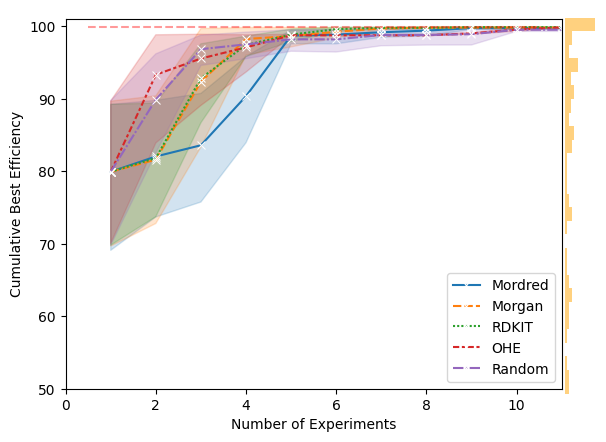 100
90
80
70
60
50
Cumulative Best Efficiency
0
2
4
6
8
10
Number of Experiments
Mordred
Morgan
RDKIT
OHE
Random